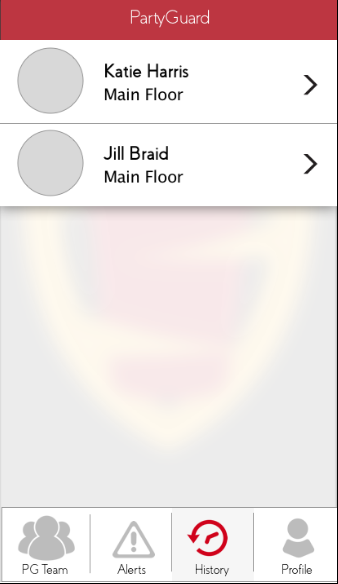 PartyGuard
Katie Harris
Main Floor
Jill Braid
Main Floor
PG Team
Alerts
History
Profile